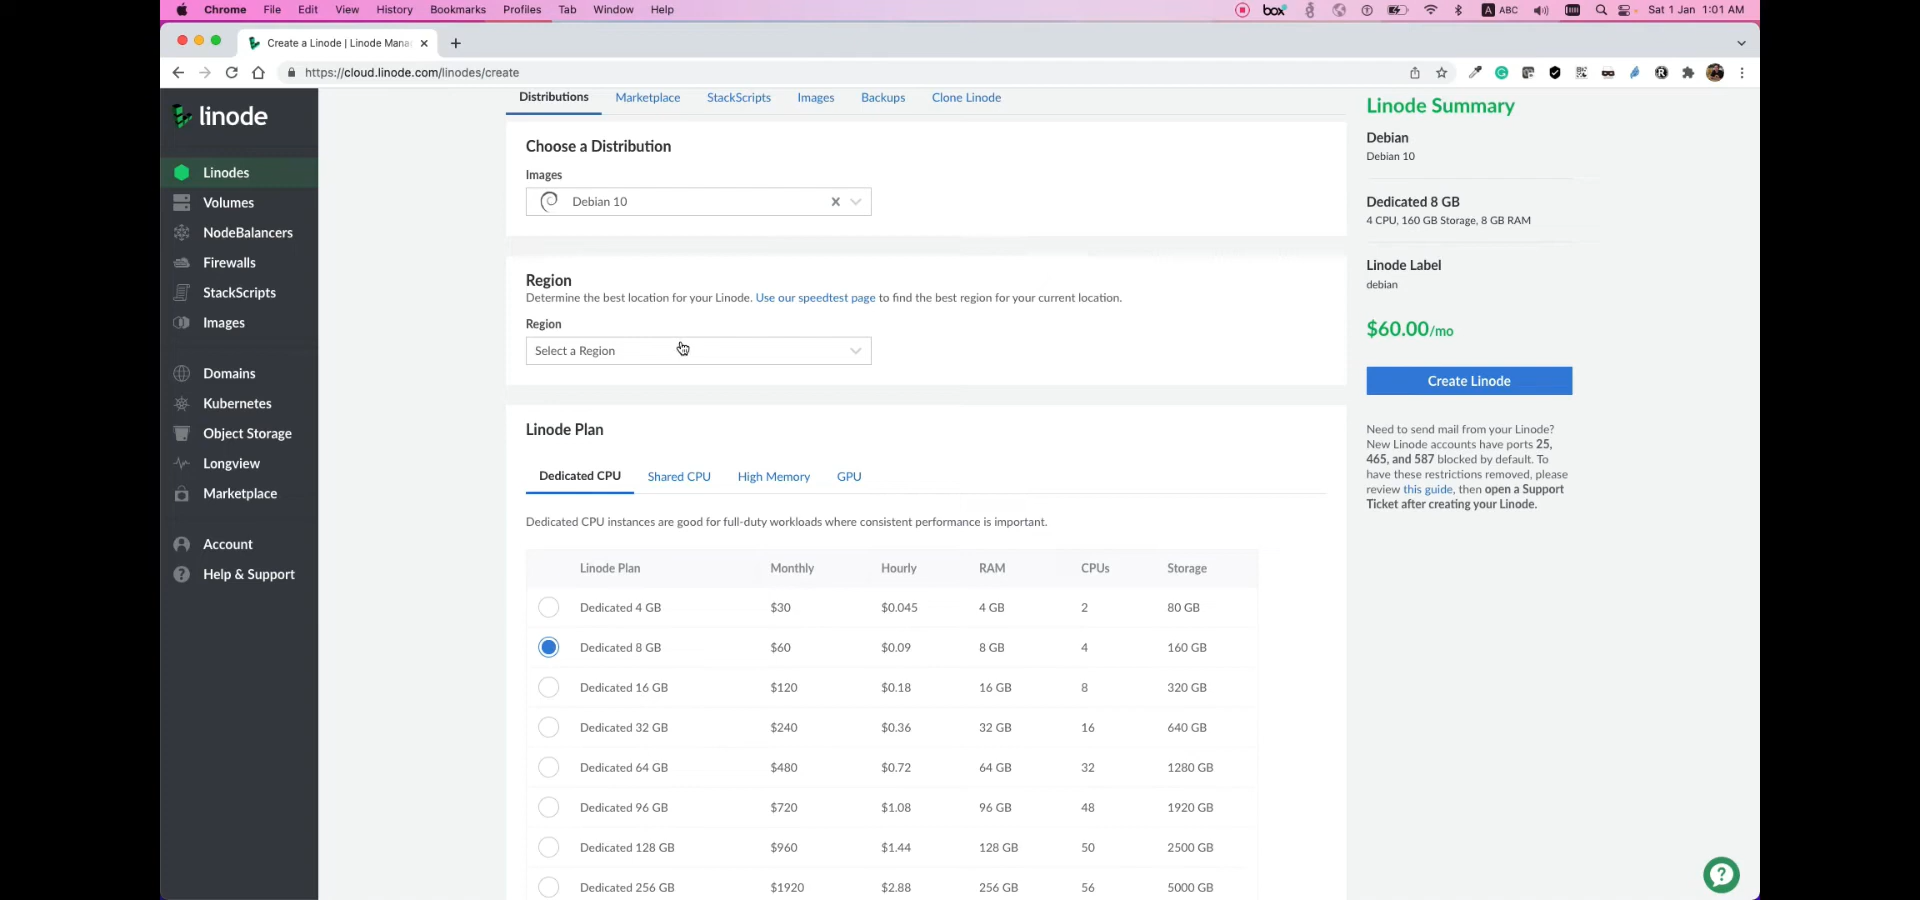 Chrome File Edit View History Bookmarks Profiles Tab Window Help
box A ABC Sat 1 Jan 1:01 AM
Create a Linode | Linode Mana
https://cloud.linode.com/linodes/create
linode
Linodes
Volumes
NodeBalancers
Firewalls
StackScripts
Images
Domains
Kubernetes
Object Storage
Longview
Marketplace
Account
Help & Support
Distributions Marketplace StackScripts Images Backups Clone Linode
Choose a Distribution
Images
Debian 10
Region
Determine the best location for your Linode. Use our speedtest page to find the best region for your current location.
Region
Select a Region
Linode Plan
Dedicated CPU Shared CPU High Memory GPU
Dedicated CPU instances are good for full-duty workloads where consistent performance is important.
Linode Plan Monthly Hourly RAM CPUs Storage
Dedicated 4 GB $30 $0.045 4 GB 2 80 GB
Dedicated 8 GB $60 $0.09 8 GB 4 160 GB
Dedicated 16 GB $120 $0.18 16 GB 8 320 GB
Dedicated 32 GB $240 $0.36 32 GB 16 640 GB
Dedicated 64 GB $480 $0.72 64 GB 32 1280 GB
Dedicated 96 GB $720 $1.08 96 GB 48 1920 GB
Dedicated 128 GB $960 $1.44 128 GB 50 2500 GB
Dedicated 256 GB $1920 $2.88 256 GB 56 5000 GB
Linode Summary
Debian
Debian 10
Dedicated 8 GB
4 CPU, 160 GB Storage, 8 GB RAM
Linode Label
debian
$60.00/mo
Create Linode
Need to send mail from your Linode?
New Linode accounts have ports 25,
465, and 587 blocked by default. To
have these restrictions removed, please
review this guide, then open a Support
Ticket after creating your Linode.